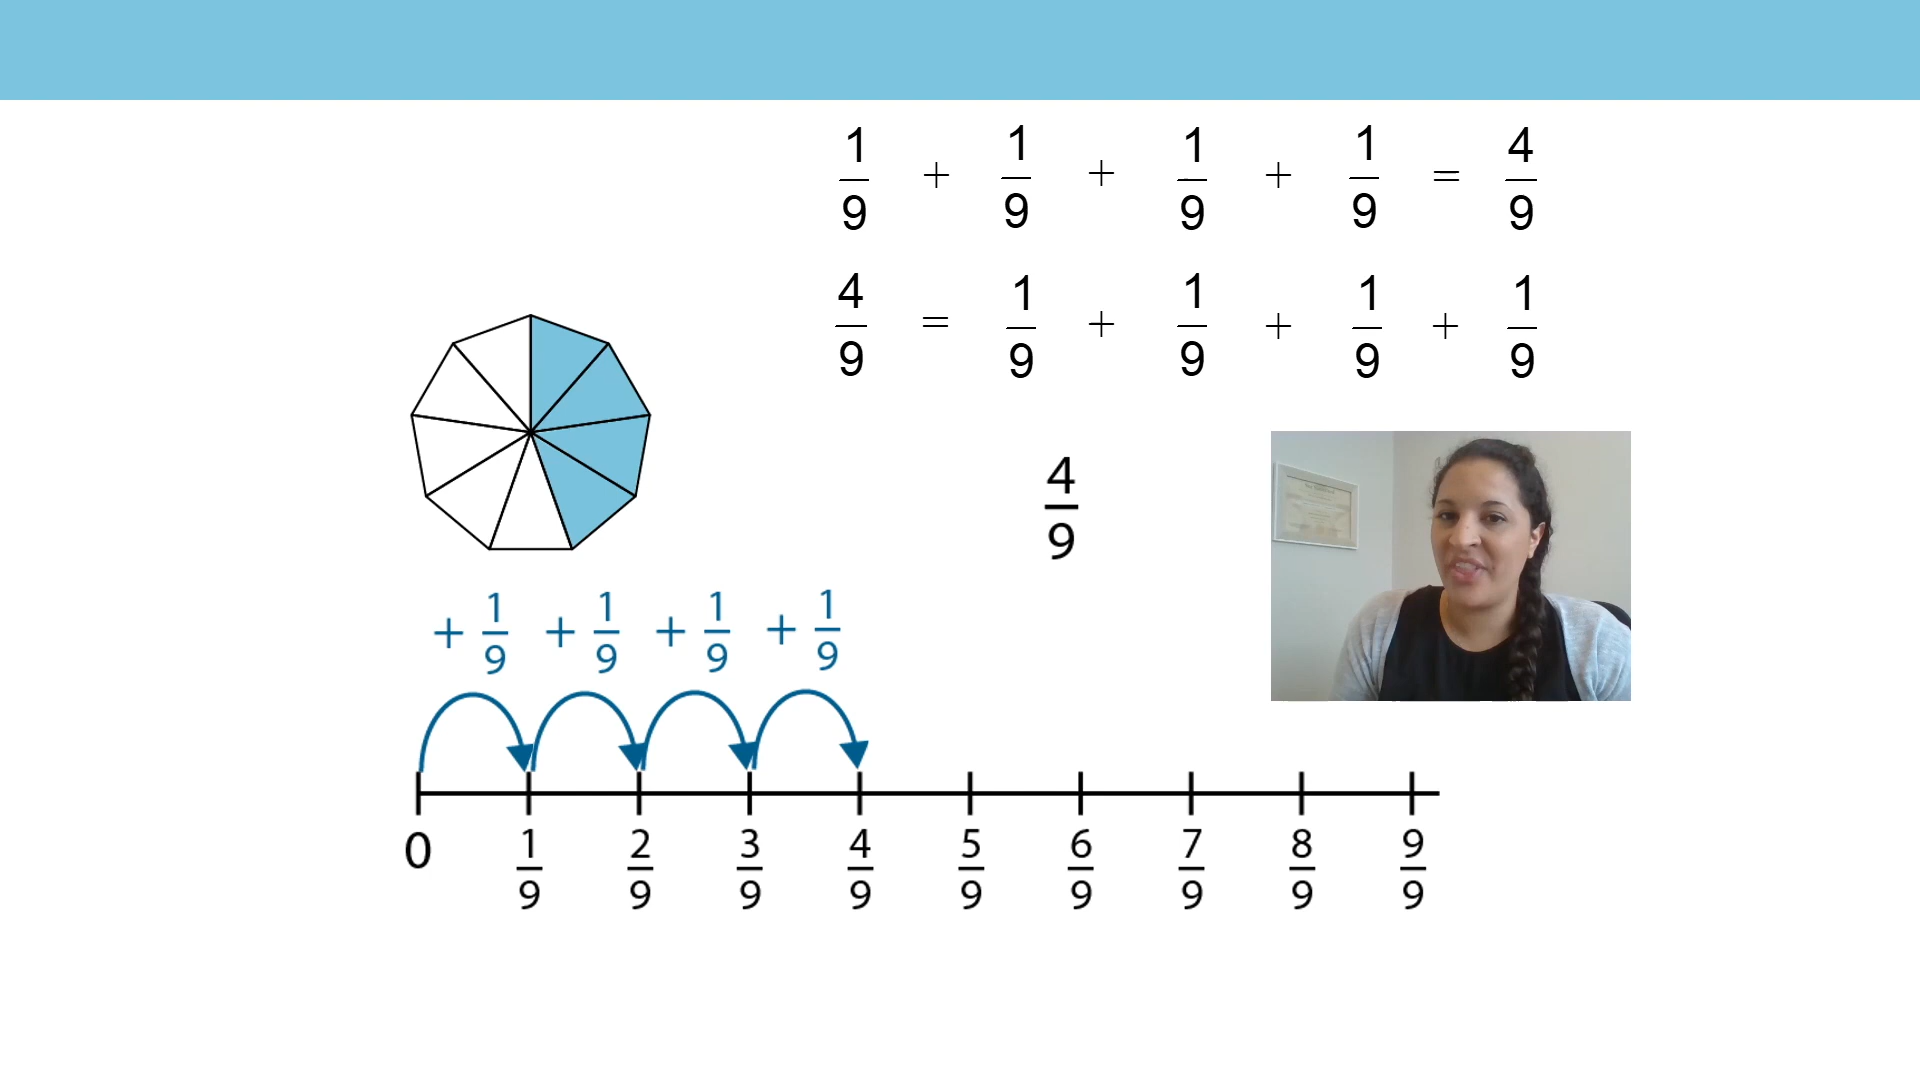 1/9 + 1/9 + 1/9 + 1/9 = 4/9
4/9 = 1/9 + 1/9 + 1/9 + 1/9
4/9
+ 1/9 + 1/9 + 1/9 + 1/9
0 1/9 2/9 3/9 4/9 5/9 6/9 7/9 8/9 9/9